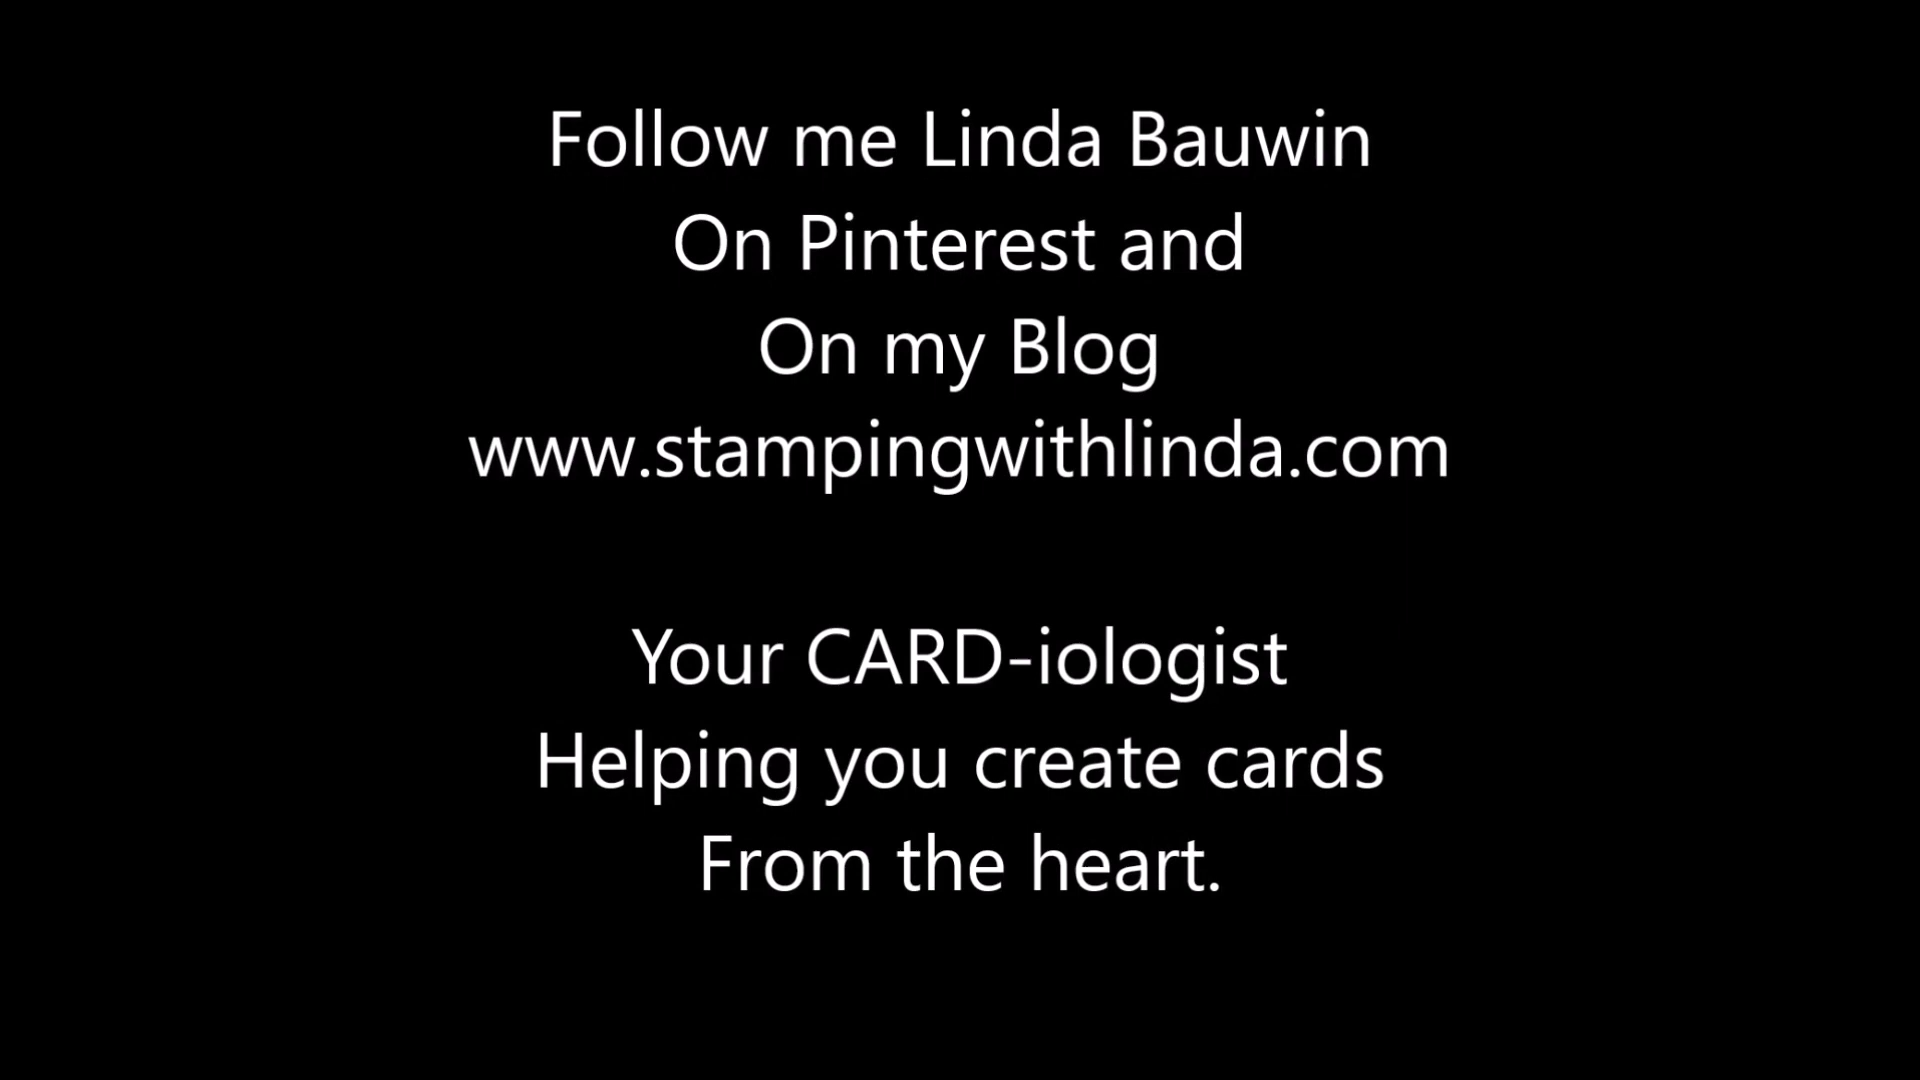 Follow me Linda Bauwin
On Pinterest and
On my Blog
www.stampingwithlinda.com
Your CARD-iologist
Helping you create cards
From the heart.